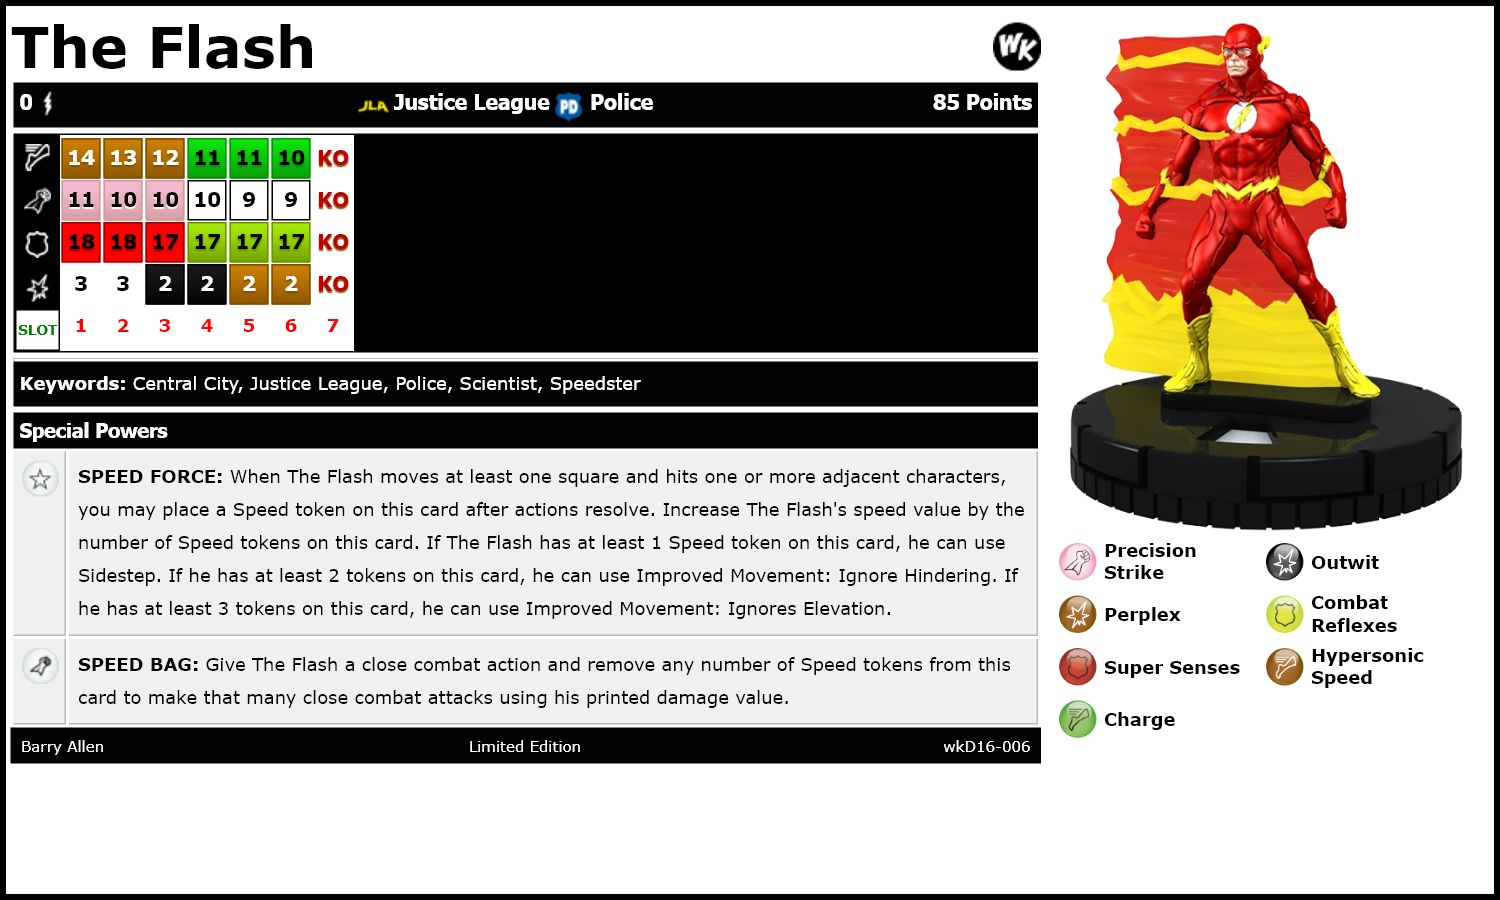 The Flash
WK
0 JLA Justice League PD Police 85 Points
14 13 12 11 11 10 KO
11 10 10 10 9 9 KO
18 18 17 17 17 17 KO
3 3 2 2 2 2 KO
SLOT 1 2 3 4 5 6 7
Keywords: Central City, Justice League, Police, Scientist, Speedster
Special Powers
SPEED FORCE: When The Flash moves at least one square and hits one or more adjacent characters,
you may place a Speed token on this card after actions resolve. Increase The Flash's speed value by the
number of Speed tokens on this card. If The Flash has at least 1 Speed token on this card, he can use
Sidestep. If he has at least 2 tokens on this card, he can use Improved Movement: Ignore Hindering. If
he has at least 3 tokens on this card, he can use Improved Movement: Ignores Elevation.
SPEED BAG: Give The Flash a close combat action and remove any number of Speed tokens from this
card to make that many close combat attacks using his printed damage value.
Barry Allen Limited Edition wkD16-006
Precision
Strike
Outwit
Perplex
Combat
Reflexes
Super Senses
Hypersonic
Speed
Charge